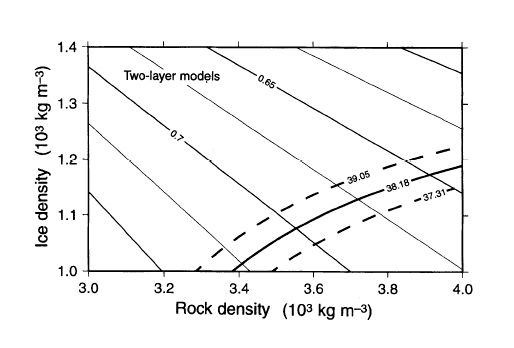 1.4
Two-layer models
0.65
1.3
0.7
1.2
39.05
38.18
37.31
1.1
1.0
3.0 3.2 3.4 3.6 3.8 4.0
Ice density (10³ kg m⁻³)
Rock density (10³ kg m⁻³)